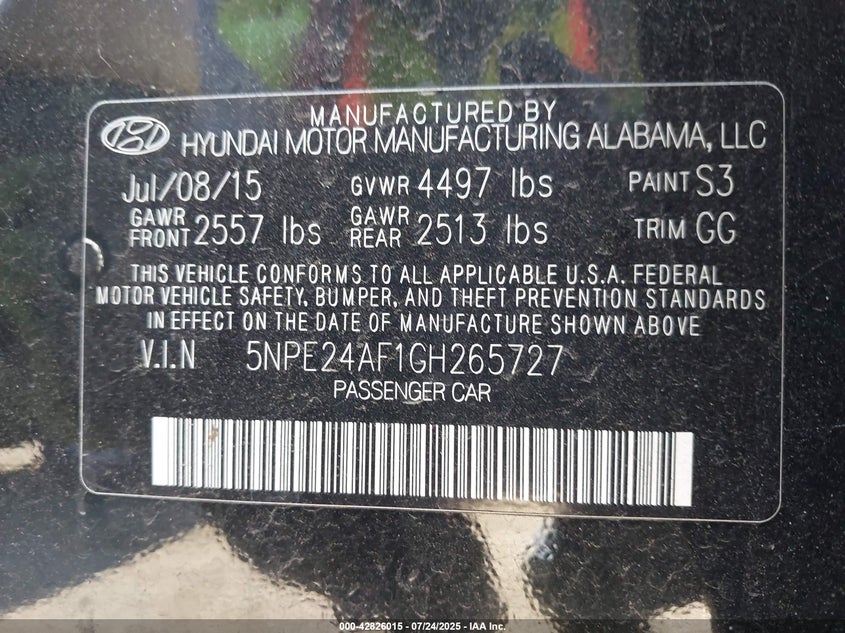 MANUFACTURED BY
HYUNDAI MOTOR MANUFACTURING ALABAMA, LLC
Jul/08/15 GVWR 4497 lbs PAINT S3
GAWR FRONT 2557 lbs GAWR REAR 2513 lbs TRIM GG
THIS VEHICLE CONFORMS TO ALL APPLICABLE U.S.A. FEDERAL
MOTOR VEHICLE SAFETY, BUMPER, AND THEFT PREVENTION STANDARDS
IN EFFECT ON THE DATE OF MANUFACTURE SHOWN ABOVE
V.I.N 5NPE24AF1GH265727
PASSENGER CAR
000-42826015 - 07/24/2025 - IAA Inc.